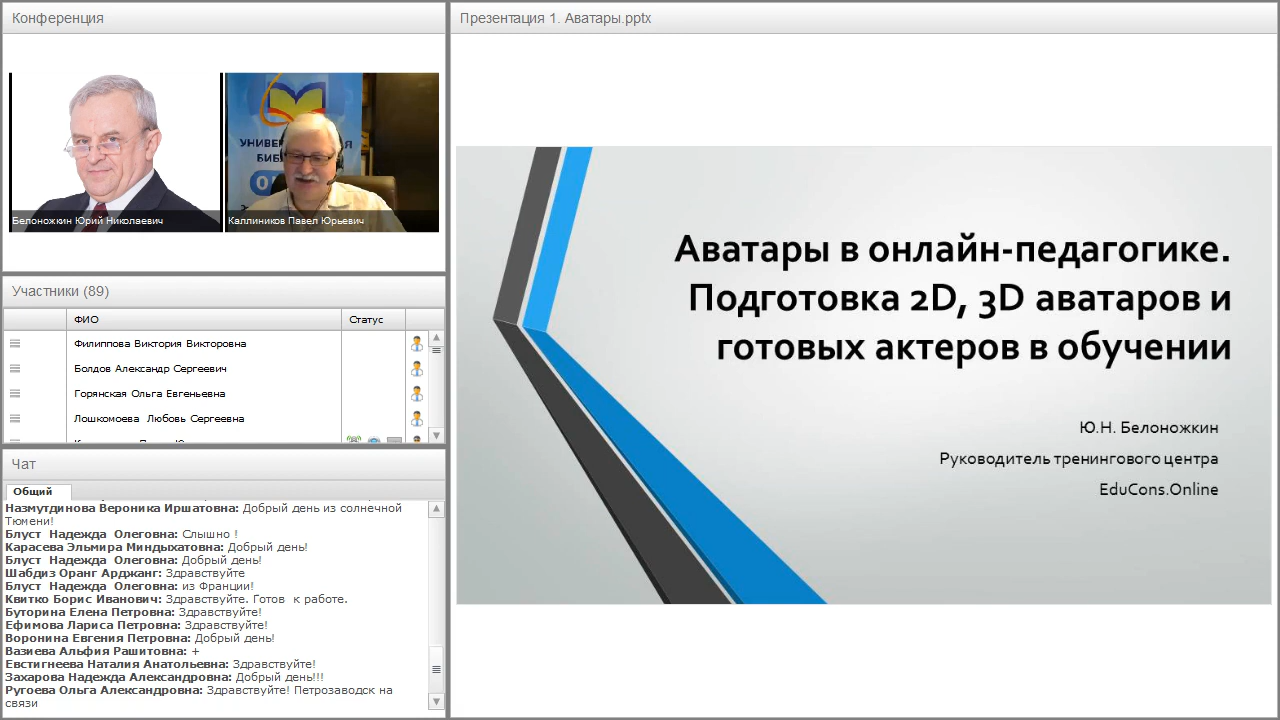 Конференция
УНИВЕ
АЯ
БИБ
Белоножкин Юрий Николаевич
Каллиников Павел Юрьевич
Участники (89)
ФИО
Статус
Филиппова Виктория Викторовна
Болдов Александр Сергеевич
Горянская Ольга Евгеньевна
Лошкомоева Любовь Сергеевна
Чат
Общий
Назмутдинова Вероника Иршатовна: Добрый день из солнечной
Тюмени!
Блуст Надежда Олеговна: Слышно !
Карасева Эльмира Миндыхатовна: Добрый день!
Блуст Надежда Олеговна: Добрый день!
Шабдиз Оранг Арджанг: Здравствуйте
Блуст Надежда Олеговна: из Франции!
Квитко Борис Иванович: Здравствуйте. Готов к работе.
Буторина Елена Петровна: Здравствуйте!
Ефимова Лариса Петровна: Здравствуйте!
Воронина Евгения Петровна: Добрый день!
Вазиева Альфия Рашитовна: +
Евстигнеева Наталия Анатольевна: Здравствуйте!
Захарова Надежда Александровна: Добрый день!!!
Ругоева Ольга Александровна: Здравствуйте! Петрозаводск на
связи
Презентация 1. Аватары.pptx
Аватары в онлайн-педагогике.
Подготовка 2D, 3D аватаров и
готовых актеров в обучении
Ю.Н. Белоножкин
Руководитель тренингового центра
EduCons.Online